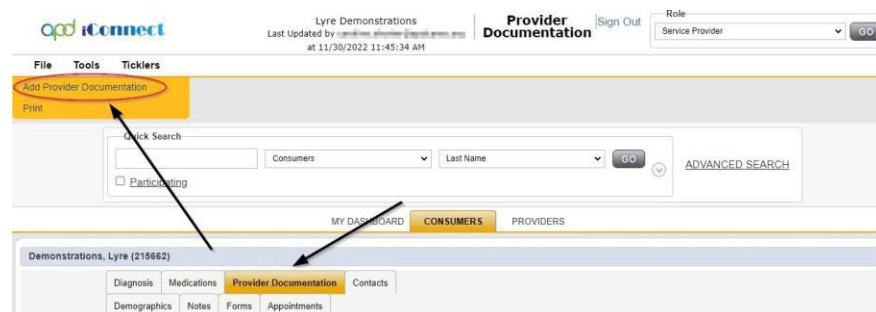 apd iConnect
Lyre Demonstrations
Last Updated by
at 11/30/2022 11:45:34 AM
Provider
Documentation
Sign Out
Role
Service Provider
GO
File Tools Ticklers
Add Provider Documentation
Print
Quick Search
Consumers Last Name GO ADVANCED SEARCH
Participating
MY DASHBOARD CONSUMERS PROVIDERS
Demonstrations, Lyre (215662)
Diagnosis Medications Provider Documentation Contacts
Demographics Notes Forms Appointments